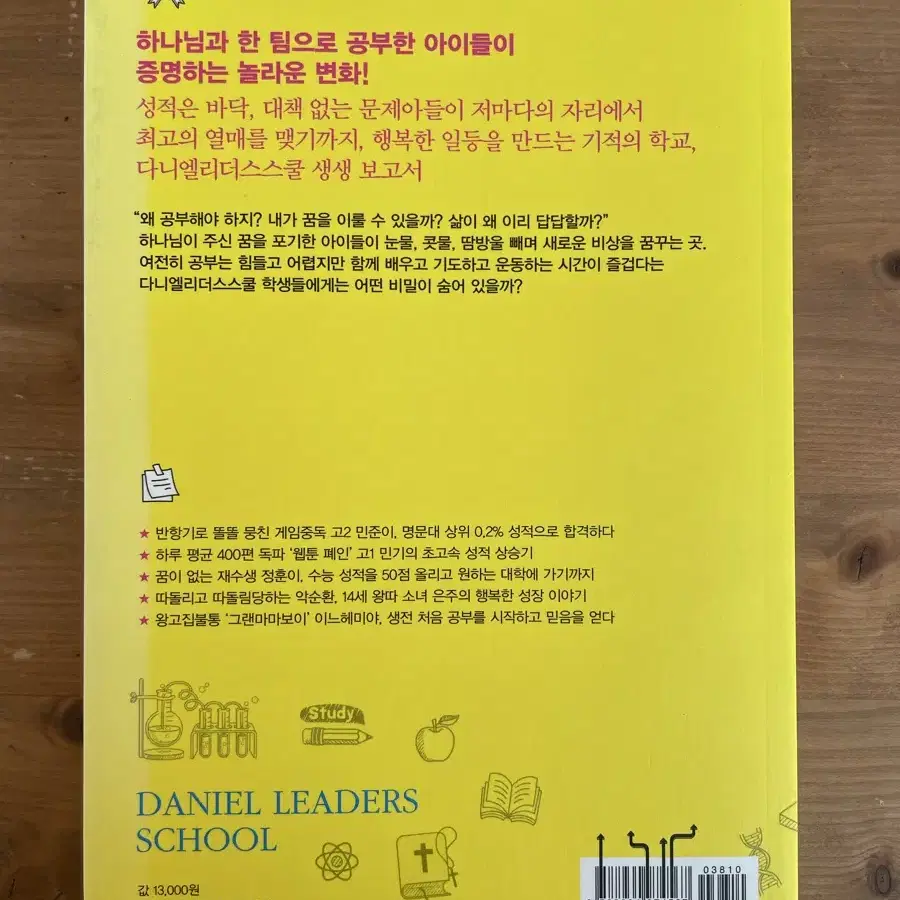 하나님과 한 팀으로 공부한 아이들이
증명하는 놀라운 변화!
성적은 바닥, 대책 없는 문제아들이 저마다의 자리에서
최고의 열매를 맺기까지, 행복한 일등을 만드는 기적의 학교,
다니엘리더스스쿨 생생 보고서
“왜 공부해야 하지? 내가 꿈을 이룰 수 있을까? 삶이 왜 이리 답답할까?”
하나님이 주신 꿈을 포기한 아이들이 눈물, 콧물, 땀방울 빼며 새로운 비상을 꿈꾸는 곳.
여전히 공부는 힘들고 어렵지만 함께 배우고 기도하고 운동하는 시간이 즐겁다는
다니엘리더스스쿨 학생들에게는 어떤 비밀이 숨어 있을까?
★ 반항기로 똘똘 뭉친 게임중독 고2 민준이, 명문대 상위 0.2% 성적으로 합격하다
★ 하루 평균 400편 독파 ‘웹툰 폐인’ 고1 민기의 초고속 성적 상승기
★ 꿈이 없는 재수생 정훈이, 수능 성적을 50점 올리고 원하는 대학에 가기까지
★ 따돌리고 따돌림당하는 악순환, 14세 왕따 소녀 은주의 행복한 성장 이야기
★ 왕고집불통 ‘그랜마마보이’ 이느헤미야, 생전 처음 공부를 시작하고 믿음을 얻다
Study
DANIEL LEADERS
SCHOOL
값 13,000원
03810